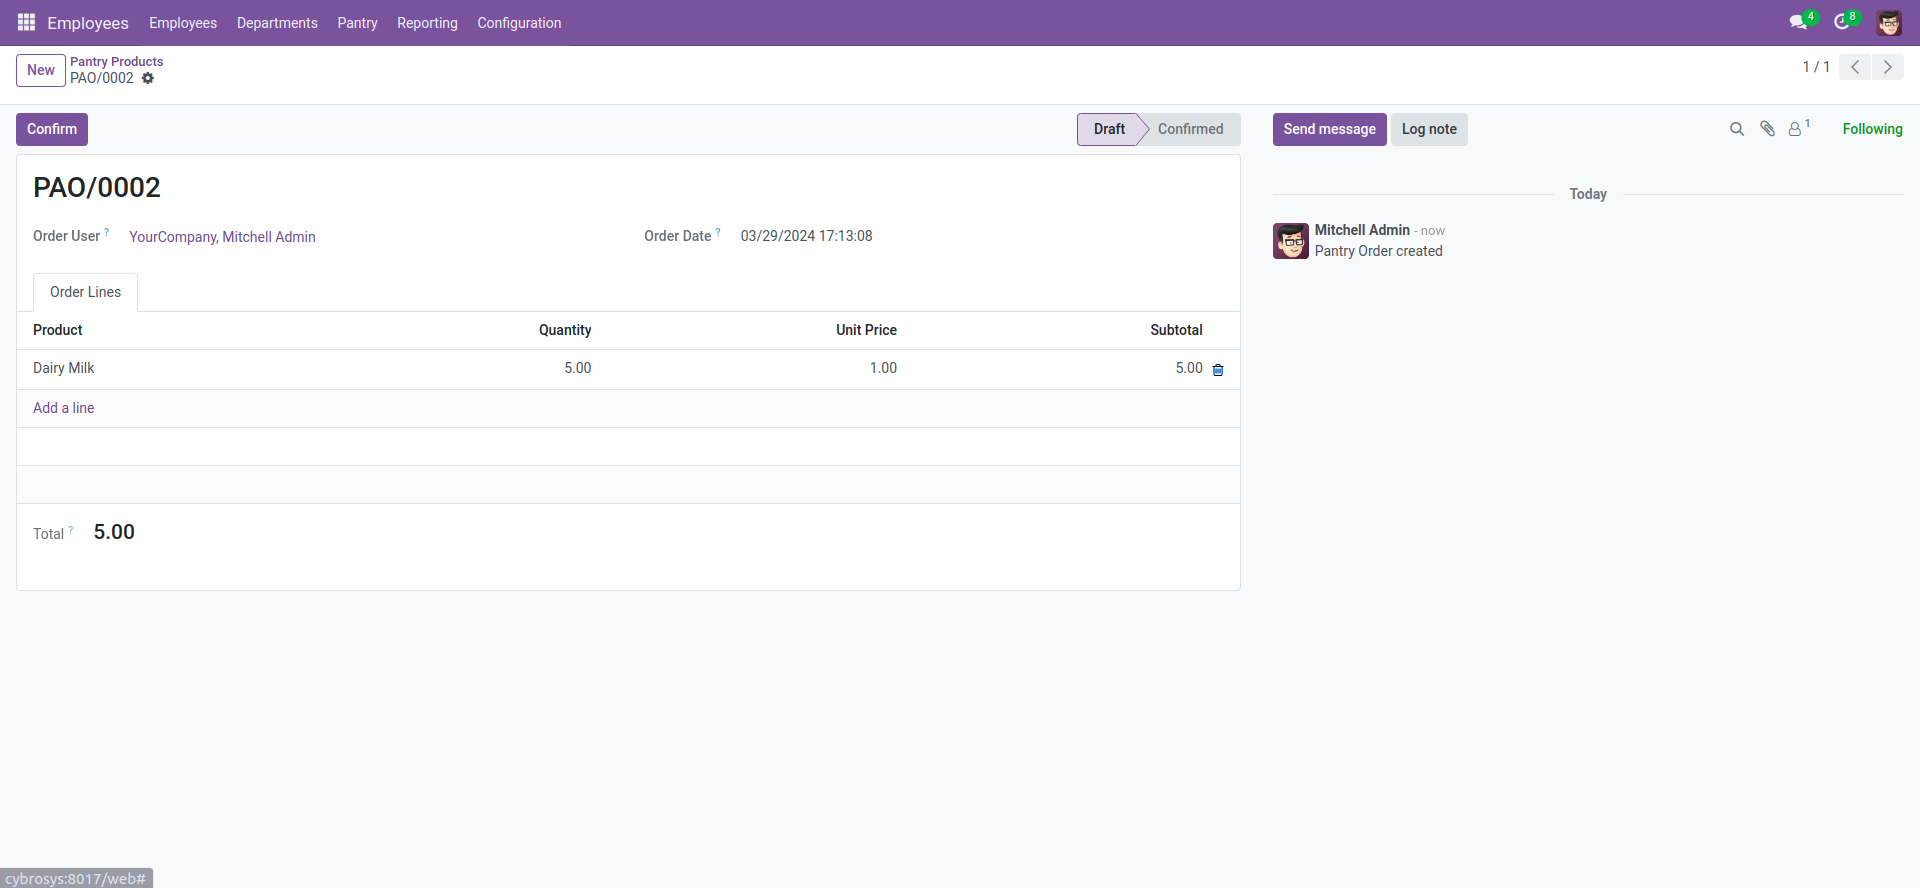 Employees Employees Departments Pantry Reporting Configuration 4 8
New Pantry Products 1 / 1
PAO/0002
Confirm Draft Confirmed Send message Log note 1 Following
PAO/0002
Today
Order User ? YourCompany, Mitchell Admin Order Date ? 03/29/2024 17:13:08
Mitchell Admin - now
Pantry Order created
Order Lines
Product Quantity Unit Price Subtotal
Dairy Milk 5.00 1.00 5.00
Add a line
Total ? 5.00
cybrosys:8017/web#